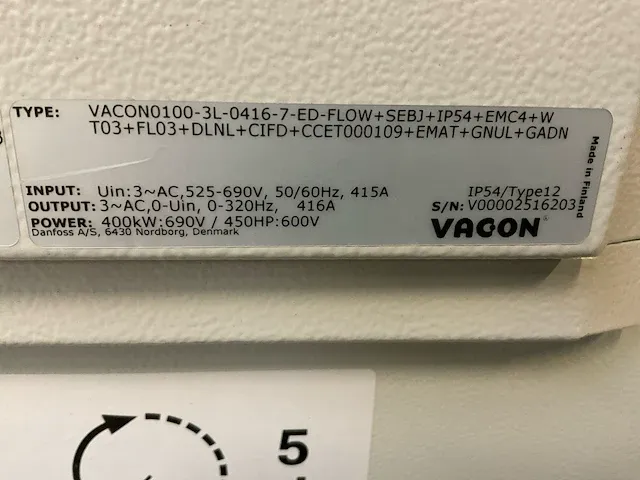 TYPE: VACON0100-3L-0416-7-ED-FLOW+SEBJ+IP54+EMC4+W
T03+FL03+DLNL+CIFD+CCET000109+EMAT+GNUL+GADN
INPUT: Uin:3~AC,525-690V, 50/60Hz, 415A
OUTPUT: 3~AC,0-Uin, 0-320Hz, 416A
POWER: 400kW:690V / 450HP:600V
Danfoss A/S, 6430 Nordborg, Denmark
IP54/Type12
S/N: V00002516203
VACON®
Made in Finland
5